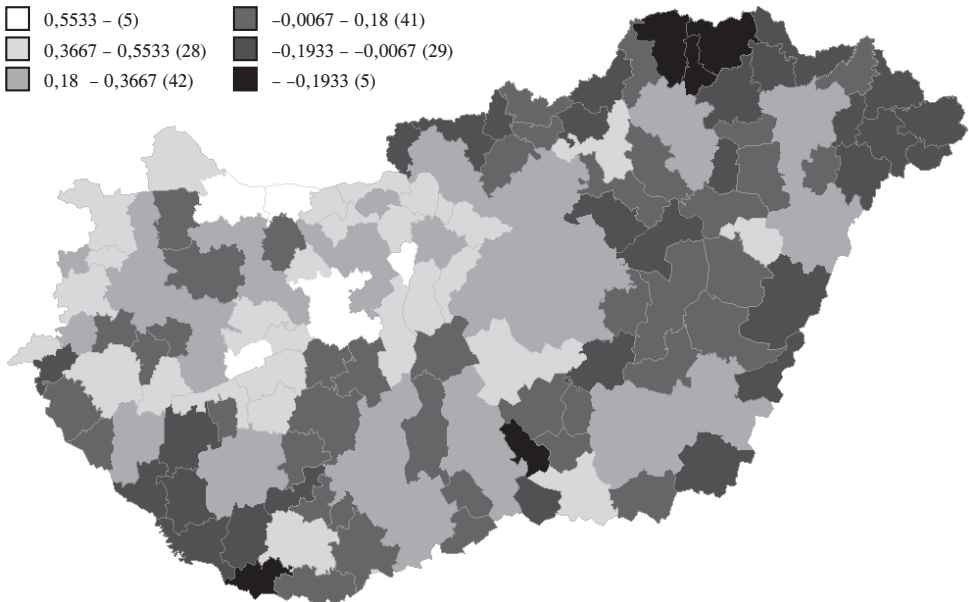 0,5533 – (5)
0,3667 – 0,5533 (28)
0,18 – 0,3667 (42)
–0,0067 – 0,18 (41)
–0,1933 – –0,0067 (29)
– –0,1933 (5)